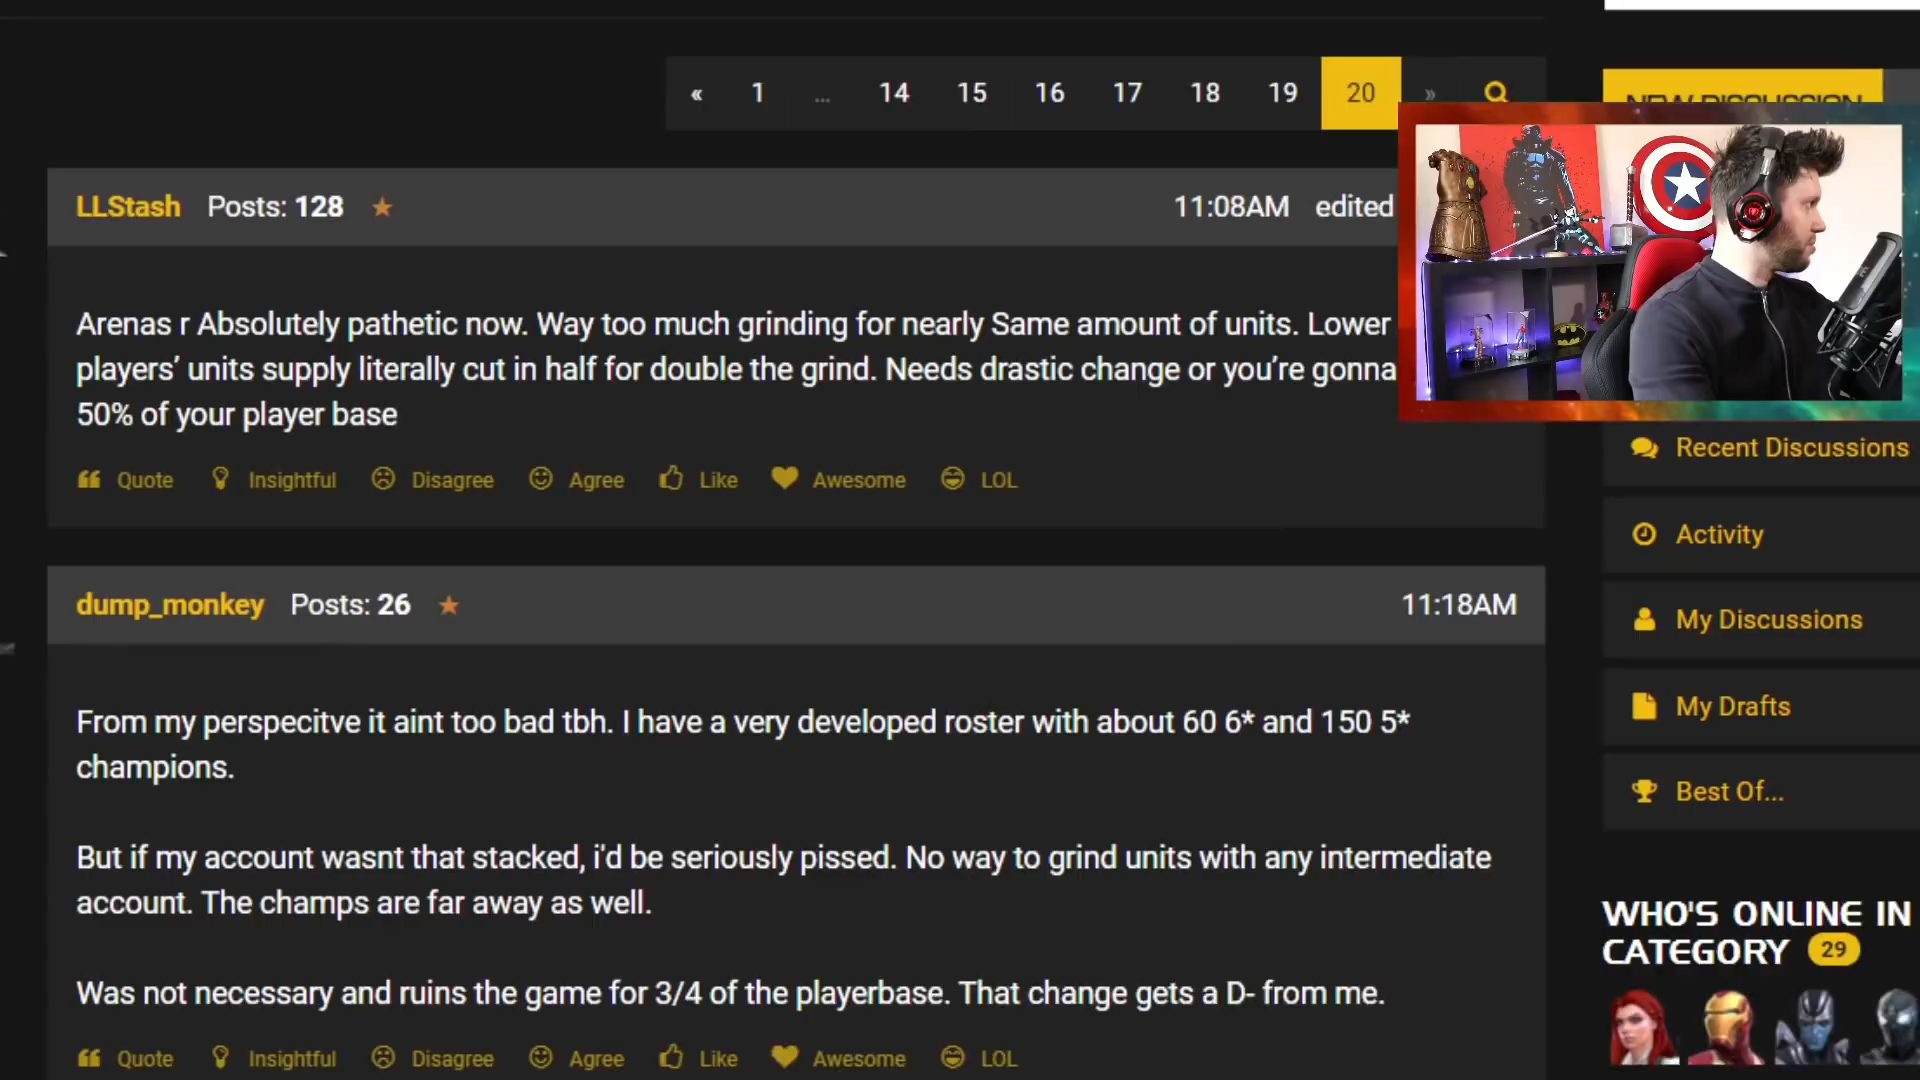 « 1 ... 14 15 16 17 18 19 20 »
LLStash Posts: 128 11:08AM edited
Arenas r Absolutely pathetic now. Way too much grinding for nearly Same amount of units. Lower
players’ units supply literally cut in half for double the grind. Needs drastic change or you’re gonna
50% of your player base
Quote Insightful Disagree Agree Like Awesome LOL
dump_monkey Posts: 26 11:18AM
From my perspecitve it aint too bad tbh. I have a very developed roster with about 60 6* and 150 5*
champions.
But if my account wasnt that stacked, i'd be seriously pissed. No way to grind units with any intermediate
account. The champs are far away as well.
Was not necessary and ruins the game for 3/4 of the playerbase. That change gets a D- from me.
Quote Insightful Disagree Agree Like Awesome LOL
NEW DISCUSSION
Recent Discussions
Activity
My Discussions
My Drafts
Best Of...
WHO'S ONLINE IN
CATEGORY 29